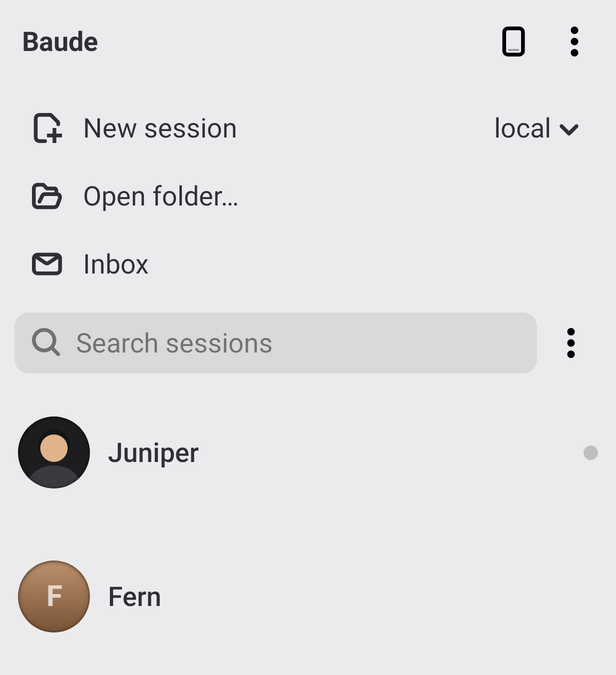 Baude
New session local
Open folder...
Inbox
Search sessions
Juniper
F Fern